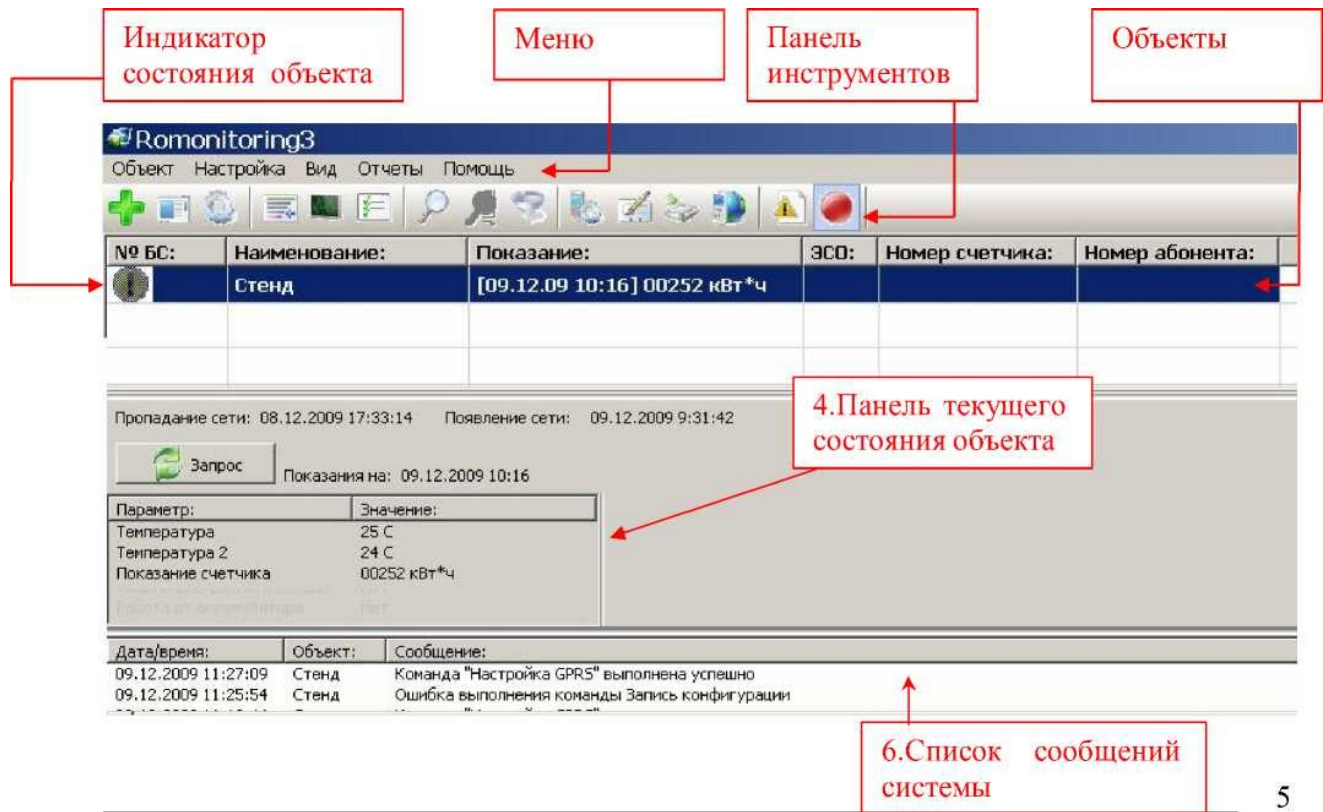 Индикатор
состояния объекта
Меню
Панель
инструментов
Объекты
Romonitoring3
Объект Настройка Вид Отчеты Помощь
№ БС: Наименование: Показание: ЭСО: Номер счетчика: Номер абонента:
Стенд [09.12.09 10:16] 00252 кВт*ч
4.Панель текущего
состояния объекта
Пропадание сети: 08.12.2009 17:33:14 Появление сети: 09.12.2009 9:31:42
Запрос
Показания на: 09.12.2009 10:16
Параметр: Значение:
Температура 25 С
Температура 2 24 С
Показание счетчика 00252 кВт*ч
Дата/время: Объект: Сообщение:
09.12.2009 11:27:09 Стенд Команда "Настройка GPRS" выполнена успешно
09.12.2009 11:25:54 Стенд Ошибка выполнения команды Запись конфигурации
6.Список сообщений
системы
5